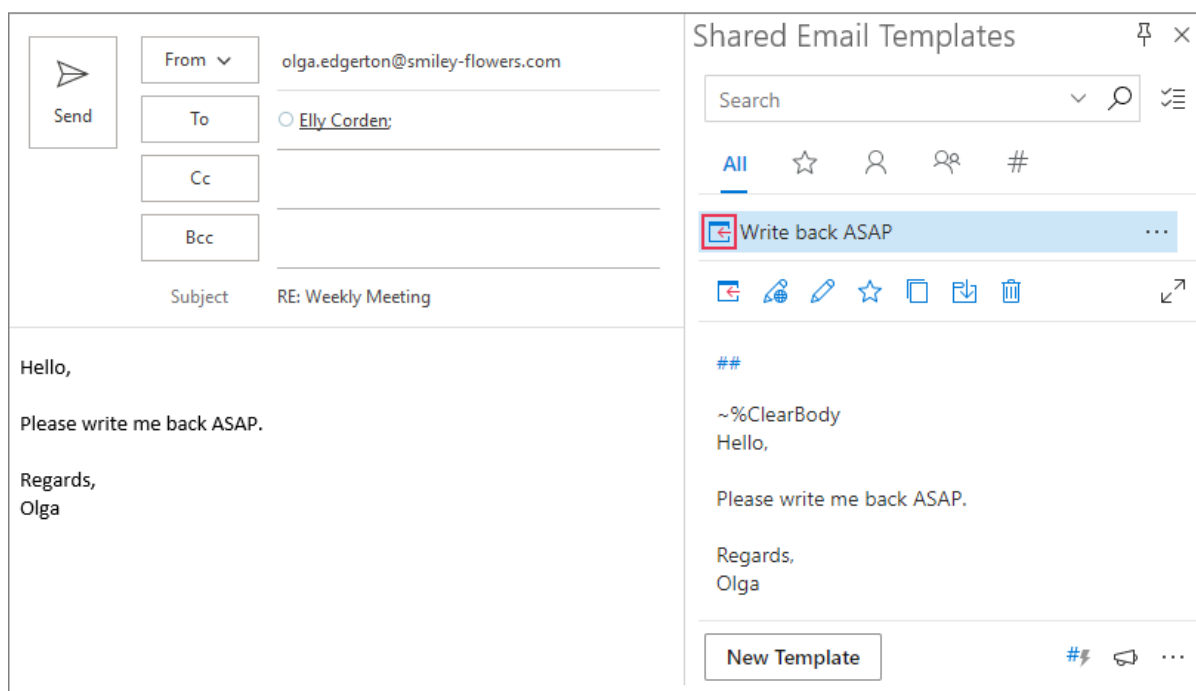 Send
From
olga.edgerton@smiley-flowers.com
To
Elly Corden;
Cc
Bcc
Subject
RE: Weekly Meeting
Hello,
Please write me back ASAP.
Regards,
Olga
Shared Email Templates
Search
All
#
Write back ASAP
...
##
~%ClearBody
Hello,
Please write me back ASAP.
Regards,
Olga
New Template
#
...